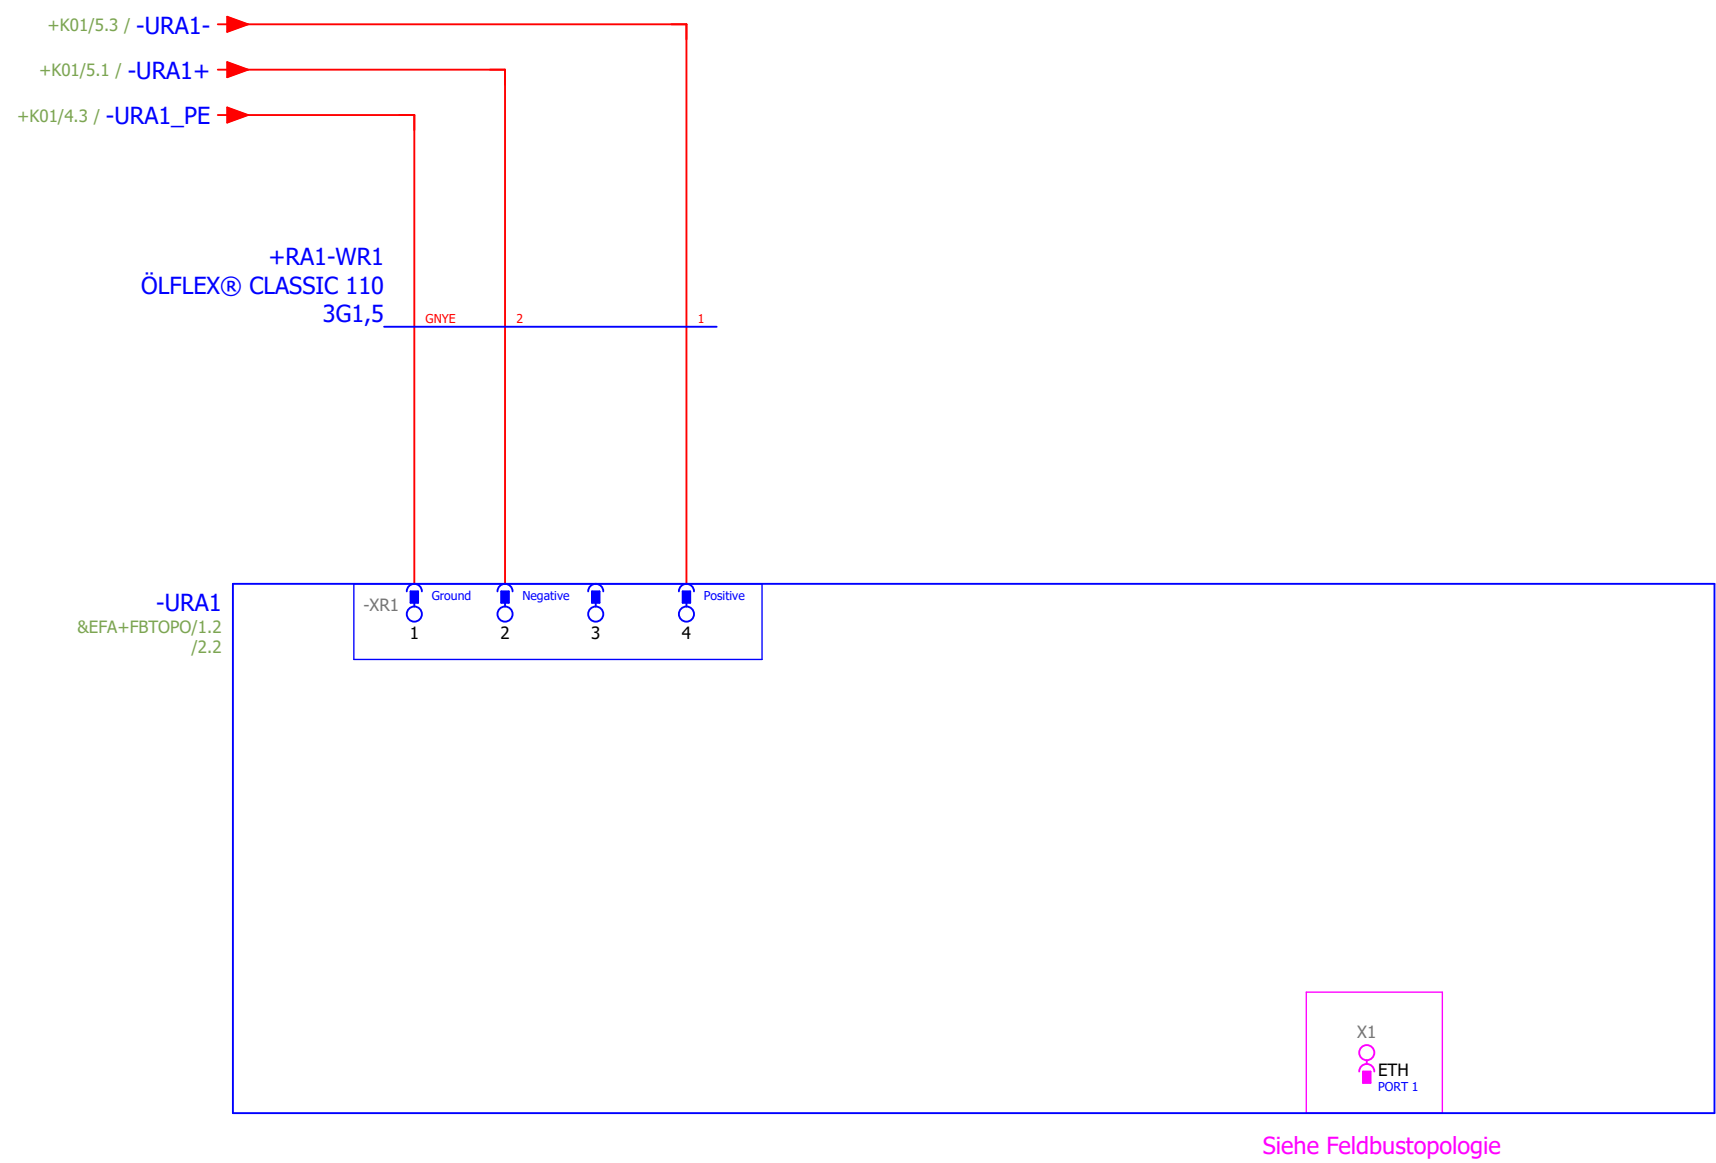 +K01/5.3 / -URA1-
+K01/5.1 / -URA1+
+K01/4.3 / -URA1_PE
+RA1-WR1
ÖLFLEX® CLASSIC 110
3G1,5
GNYE 2 1
-URA1
&EFA+FBTOPO/1.2
/2.2
-XR1 Ground Negative Positive
1 2 3 4
X1
ETH
PORT 1
Siehe Feldbustopologie